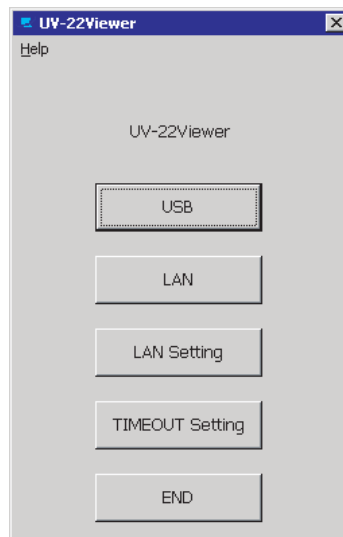 UV-22Viewer
Help
UV-22Viewer
USB
LAN
LAN Setting
TIMEOUT Setting
END